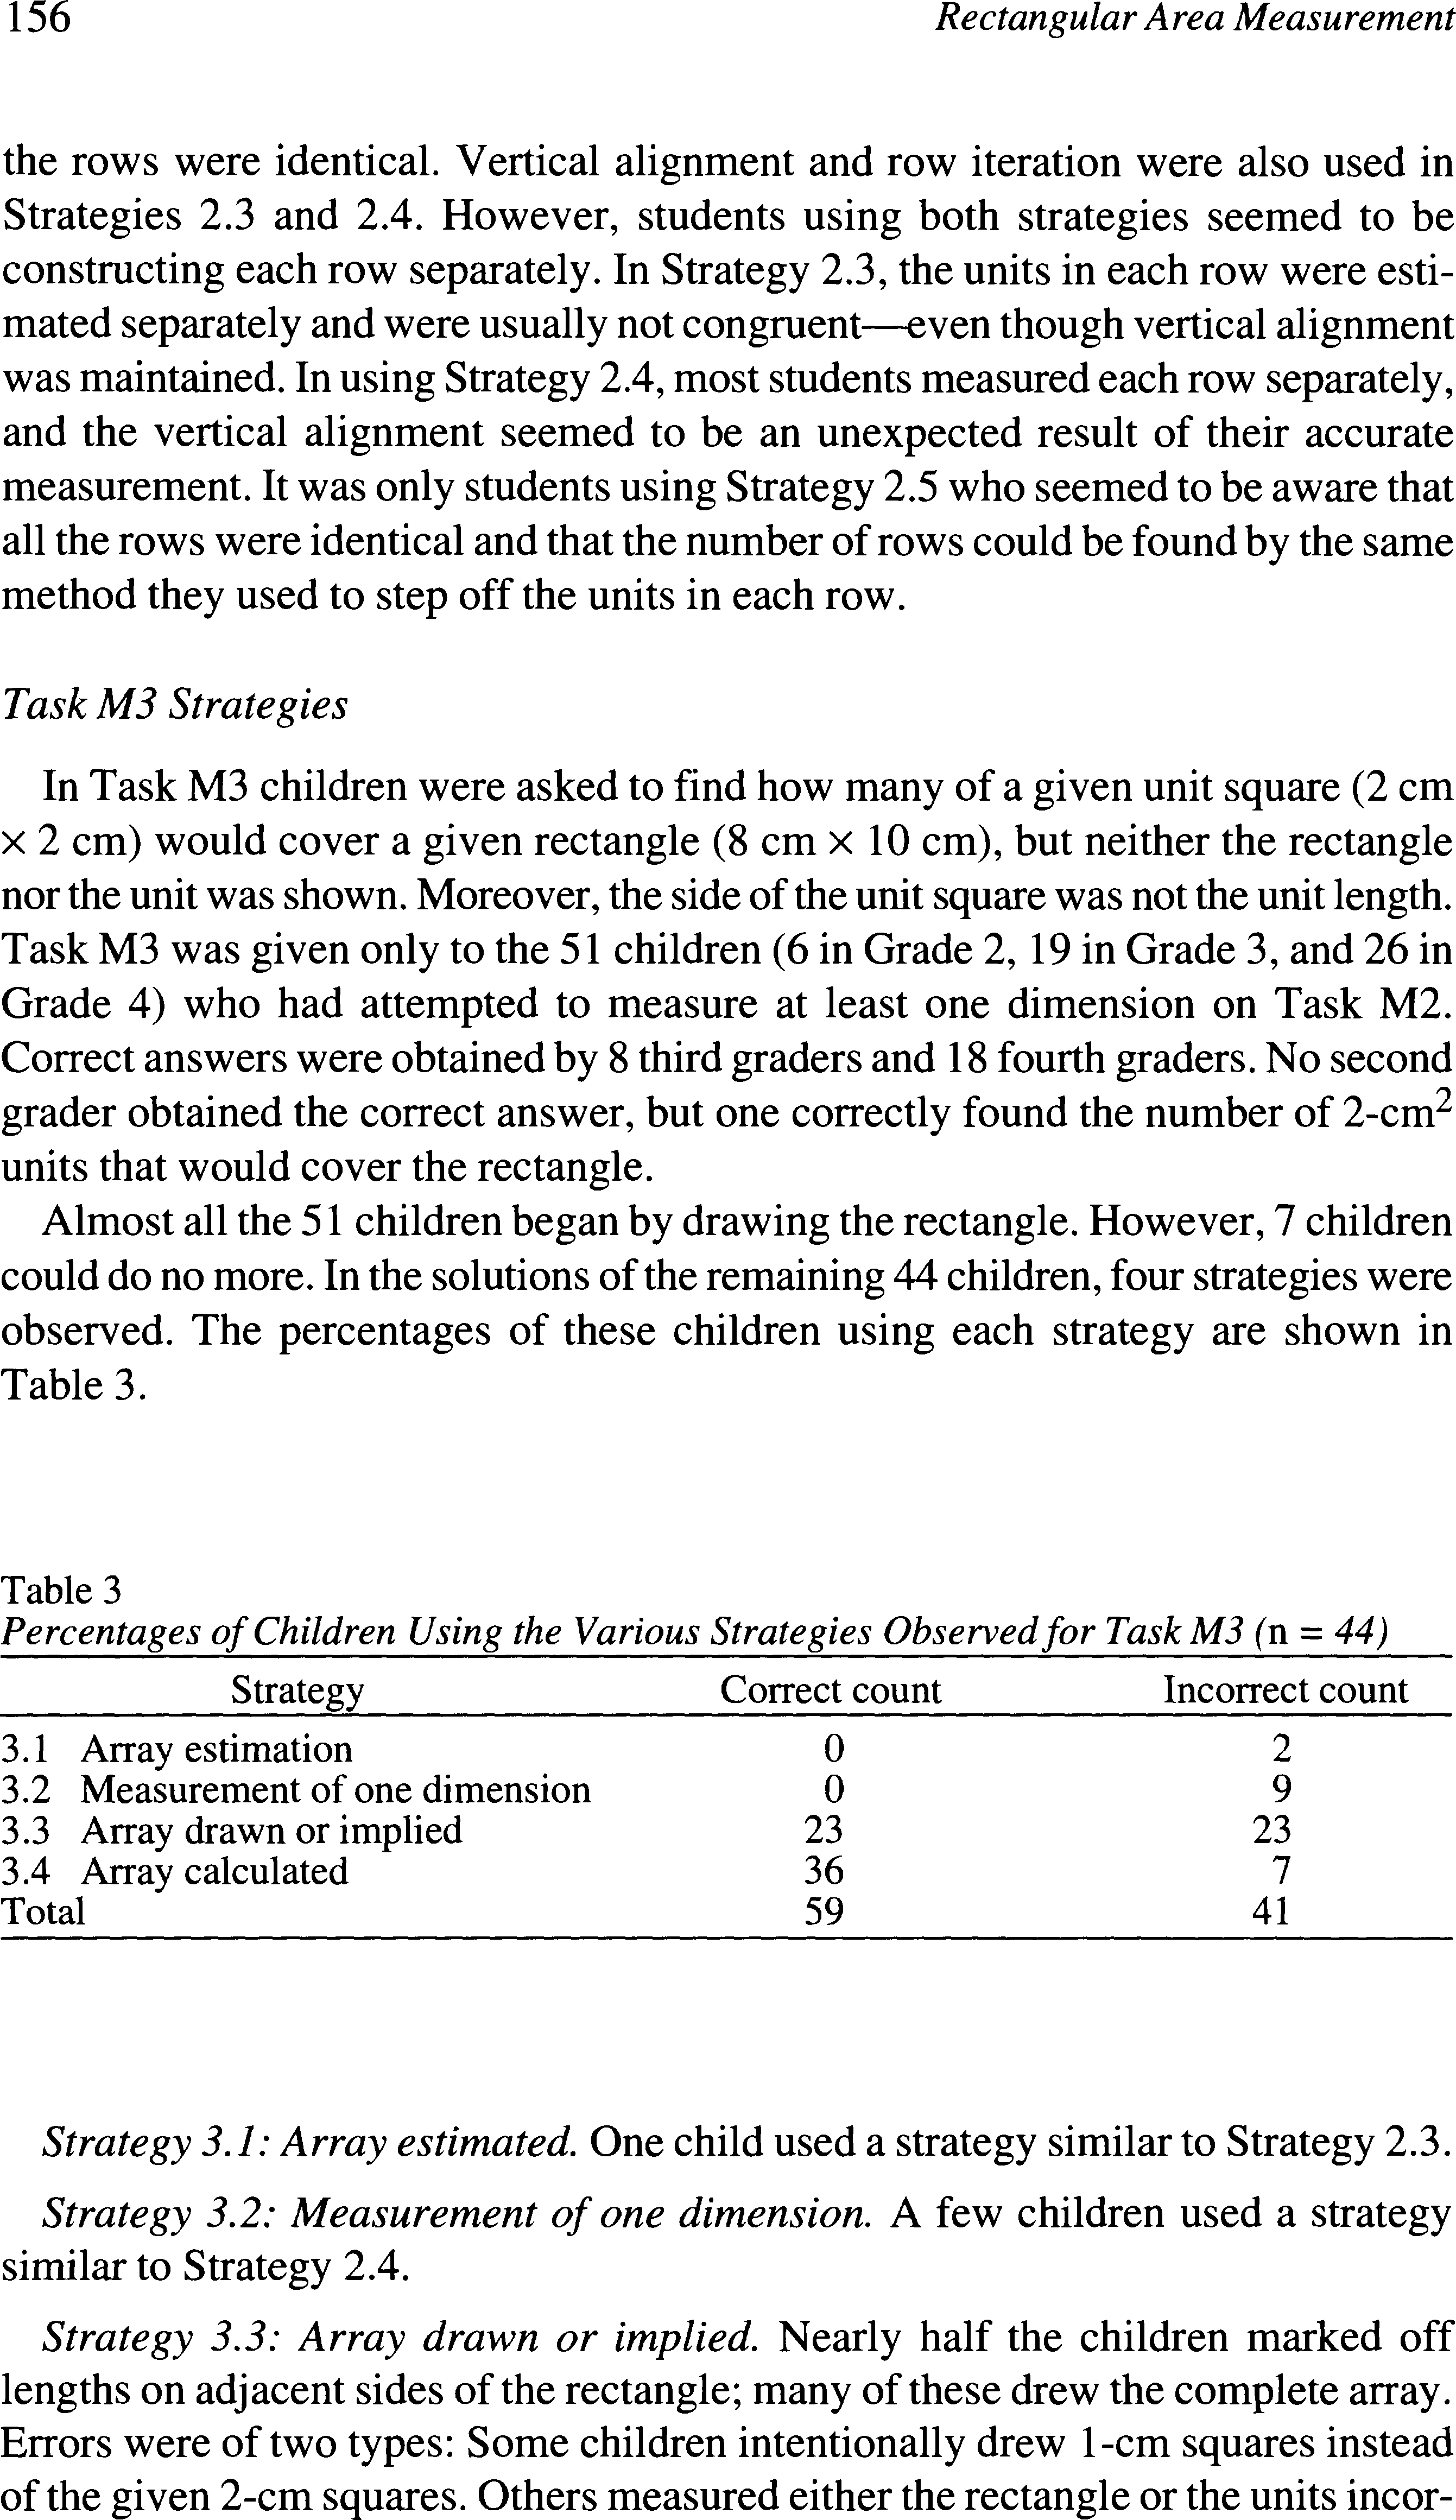 156 Rectangular Area Measurement
the rows were identical. Vertical alignment and row iteration were also used in
Strategies 2.3 and 2.4. However, students using both strategies seemed to be
constructing each row separately. In Strategy 2.3, the units in each row were esti-
mated separately and were usually not congruent—even though vertical alignment
was maintained. In using Strategy 2.4, most students measured each row separately,
and the vertical alignment seemed to be an unexpected result of their accurate
measurement. It was only students using Strategy 2.5 who seemed to be aware that
all the rows were identical and that the number of rows could be found by the same
method they used to step off the units in each row.
Task M3 Strategies
In Task M3 children were asked to find how many of a given unit square (2 cm
× 2 cm) would cover a given rectangle (8 cm × 10 cm), but neither the rectangle
nor the unit was shown. Moreover, the side of the unit square was not the unit length.
Task M3 was given only to the 51 children (6 in Grade 2, 19 in Grade 3, and 26 in
Grade 4) who had attempted to measure at least one dimension on Task M2.
Correct answers were obtained by 8 third graders and 18 fourth graders. No second
grader obtained the correct answer, but one correctly found the number of 2-cm²
units that would cover the rectangle.
Almost all the 51 children began by drawing the rectangle. However, 7 children
could do no more. In the solutions of the remaining 44 children, four strategies were
observed. The percentages of these children using each strategy are shown in
Table 3.
Table 3
Percentages of Children Using the Various Strategies Observed for Task M3 (n = 44)
Strategy Correct count Incorrect count
3.1 Array estimation 0 2
3.2 Measurement of one dimension 0 9
3.3 Array drawn or implied 23 23
3.4 Array calculated 36 7
Total 59 41
Strategy 3.1: Array estimated. One child used a strategy similar to Strategy 2.3.
Strategy 3.2: Measurement of one dimension. A few children used a strategy
similar to Strategy 2.4.
Strategy 3.3: Array drawn or implied. Nearly half the children marked off
lengths on adjacent sides of the rectangle; many of these drew the complete array.
Errors were of two types: Some children intentionally drew 1-cm squares instead
of the given 2-cm squares. Others measured either the rectangle or the units incor-